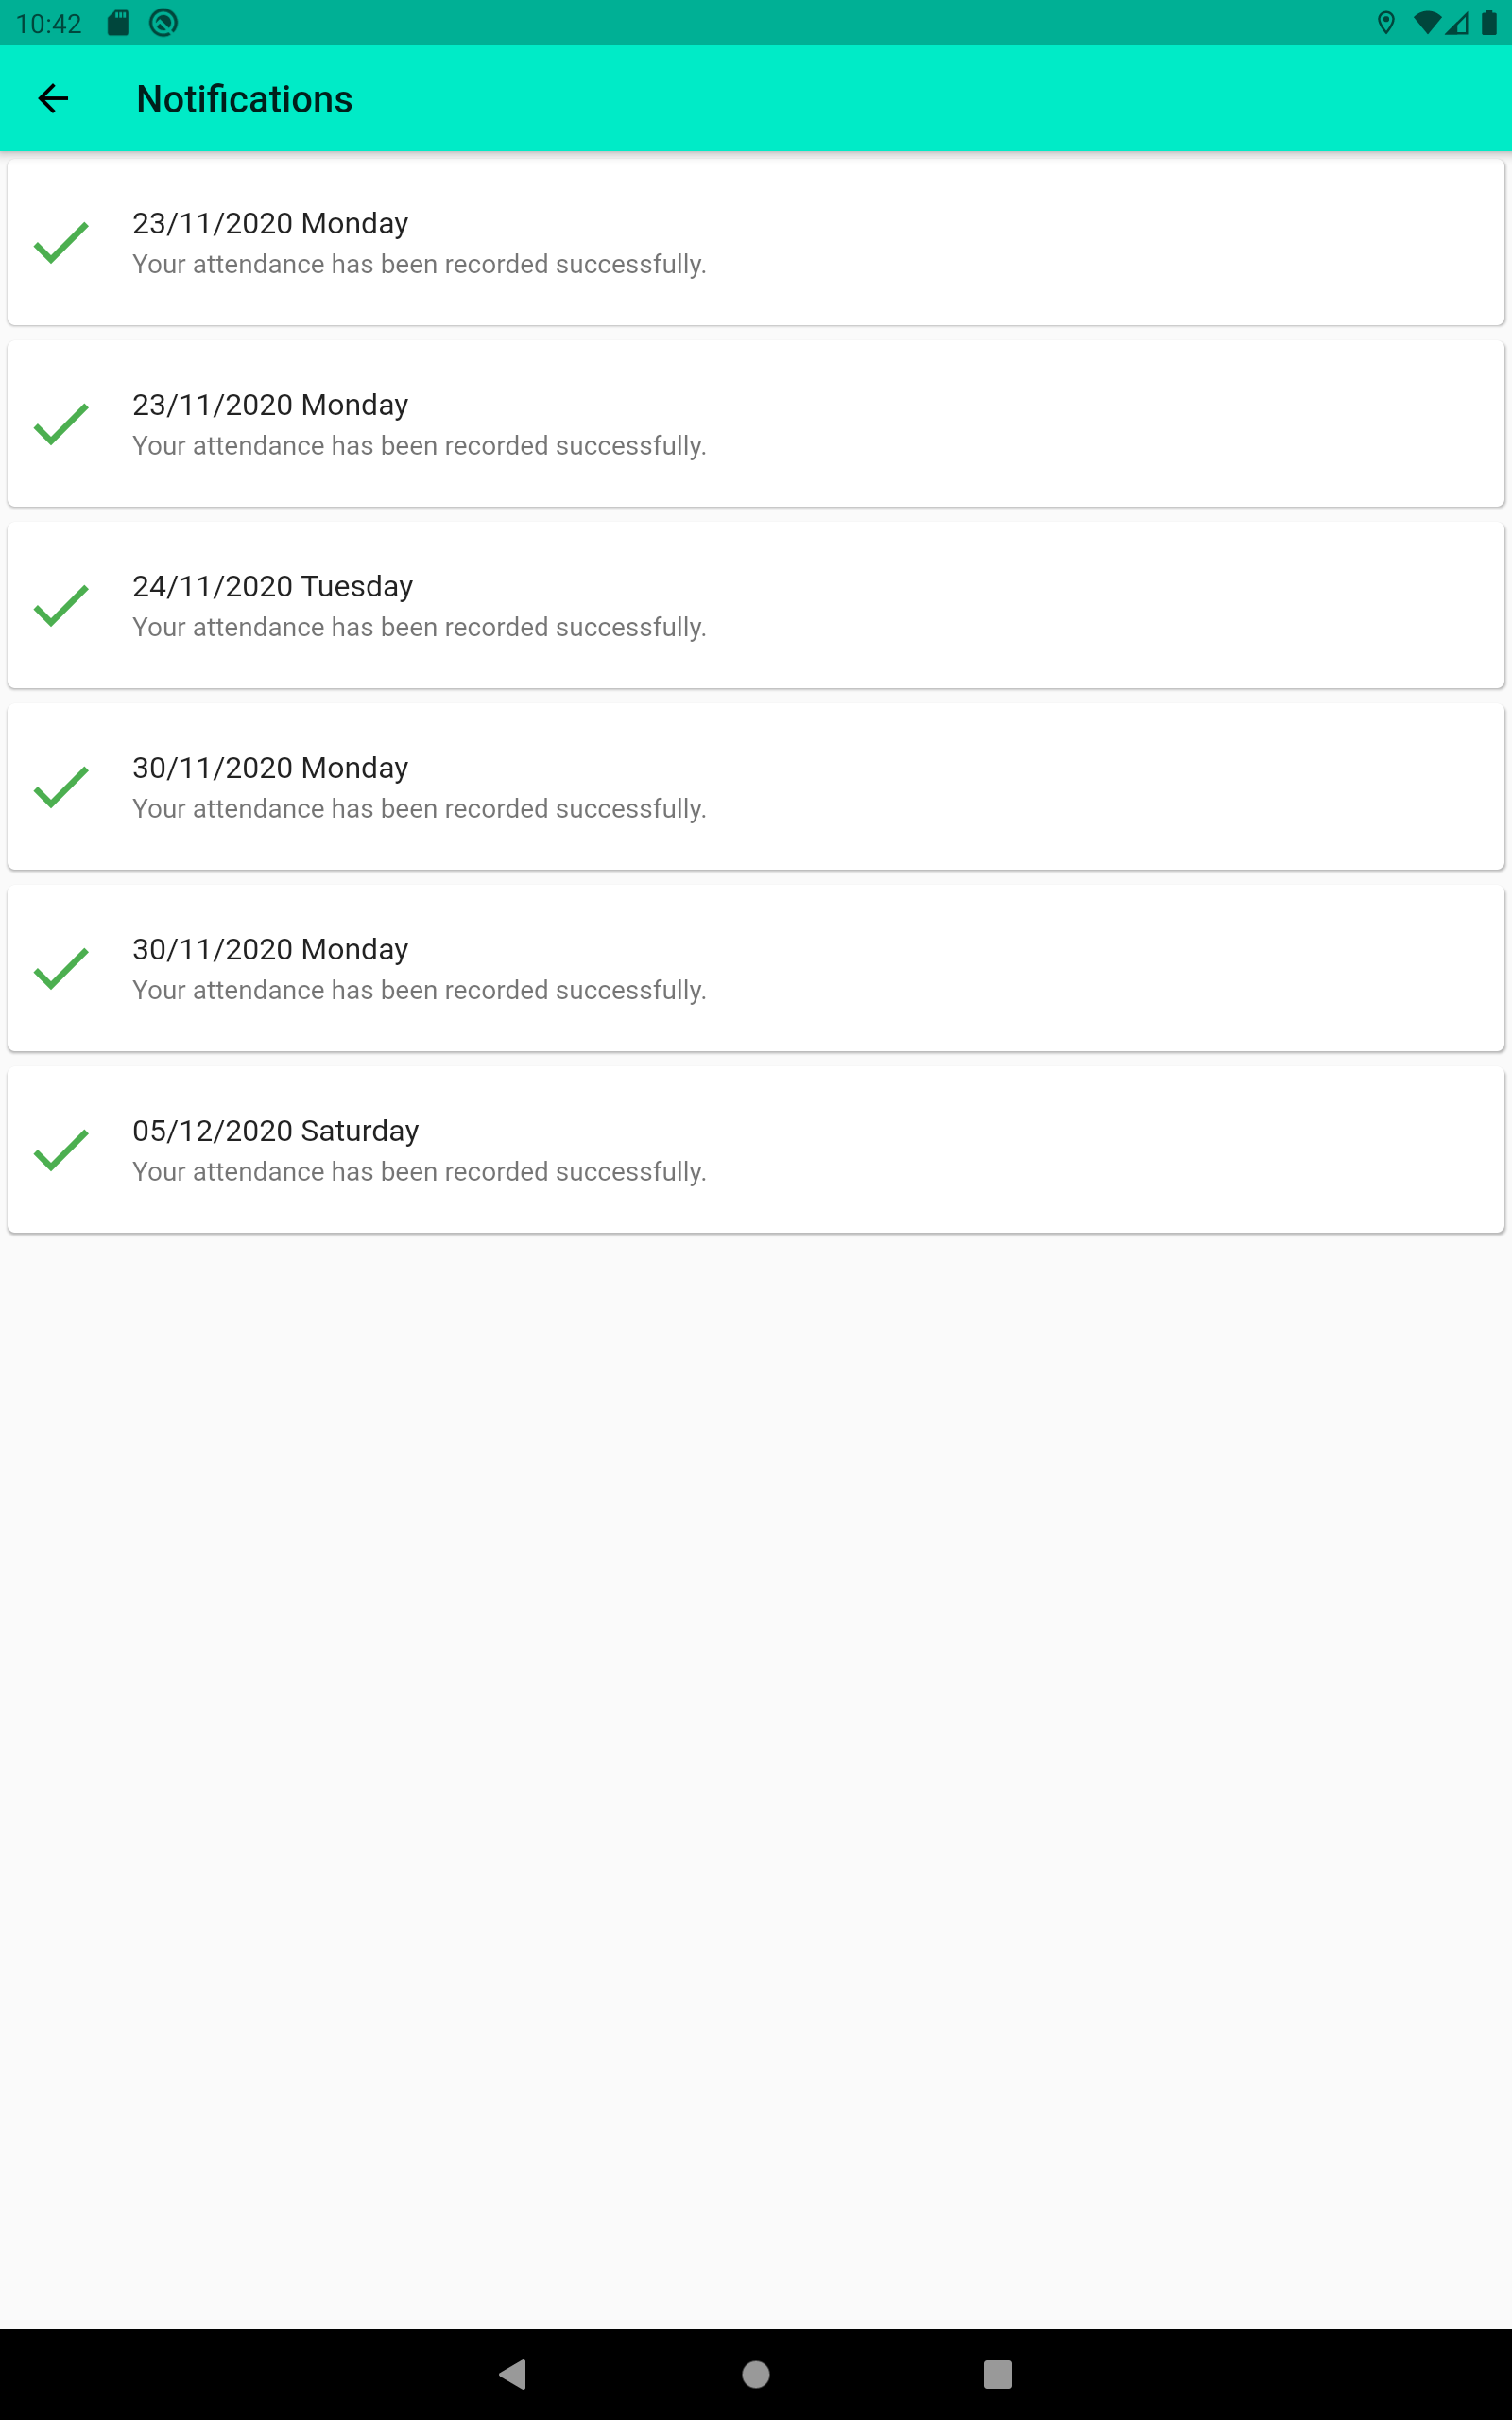 10:42
Notifications
23/11/2020 Monday
Your attendance has been recorded successfully.
23/11/2020 Monday
Your attendance has been recorded successfully.
24/11/2020 Tuesday
Your attendance has been recorded successfully.
30/11/2020 Monday
Your attendance has been recorded successfully.
30/11/2020 Monday
Your attendance has been recorded successfully.
05/12/2020 Saturday
Your attendance has been recorded successfully.